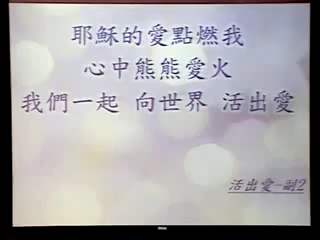 耶穌的愛點燃我
心中熊熊愛火
我們一起 向世界 活出愛
活出愛-副2